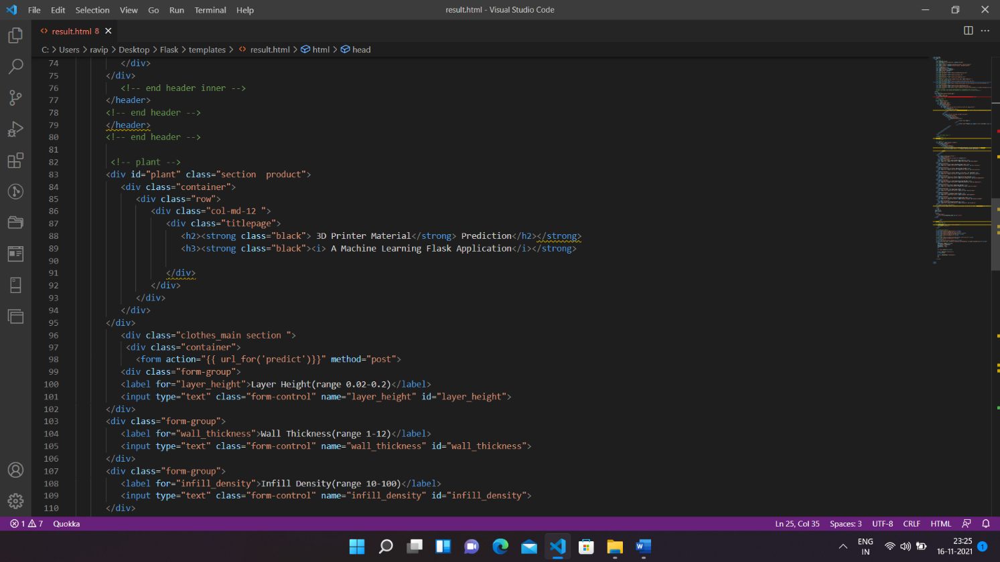 File Edit Selection View Go Run Terminal Help
result.html - Visual Studio Code
result.html 8
C: > Users > ravip > Desktop > Flask > templates > result.html > html > head
74 </div>
75 </div>
76 <!-- end header inner -->
77 </header>
78 <!-- end header -->
79 </header>
80 <!-- end header -->
81
82 <!-- plant -->
83 <div id="plant" class="section  product">
84 <div class="container">
85 <div class="row">
86 <div class="col-md-12 ">
87 <div class="titlepage">
88 <h2><strong class="black"> 3D Printer Material</strong> Prediction</h2></strong>
89 <h3><strong class="black"><i> A Machine Learning Flask Application</i></strong>
90
91 </div>
92 </div>
93 </div>
94 </div>
95 </div>
96 <div class="clothes_main section ">
97 <div class="container">
98 <form action="{{ url_for('predict')}}" method="post">
99 <div class="form-group">
100 <label for="layer_height">Layer Height(range 0.02-0.2)</label>
101 <input type="text" class="form-control" name="layer_height" id="layer_height">
102 </div>
103 <div class="form-group">
104 <label for="wall_thickness">Wall Thickness(range 1-12)</label>
105 <input type="text" class="form-control" name="wall_thickness" id="wall_thickness">
106 </div>
107 <div class="form-group">
108 <label for="infill_density">Infill Density(range 10-100)</label>
109 <input type="text" class="form-control" name="infill_density" id="infill_density">
110 </div>
1 7 Quokka
Ln 25, Col 35 Spaces: 3 UTF-8 CRLF HTML
ENG
IN
23:25
16-11-2021
1